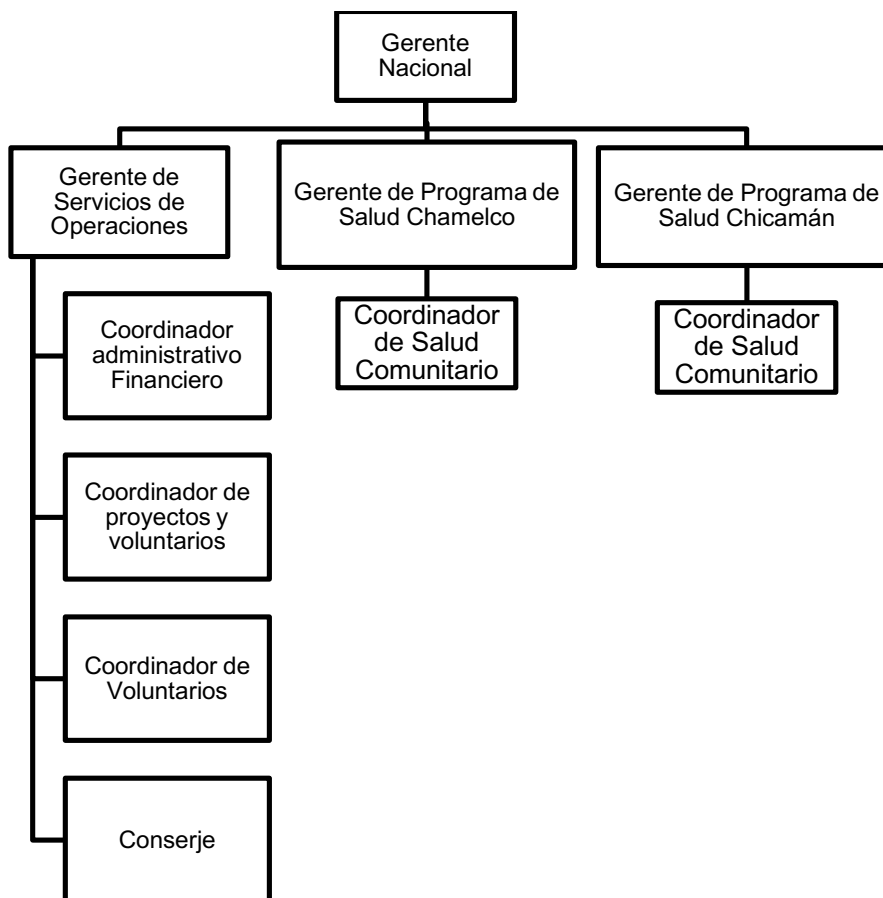 Gerente
Nacional
Gerente de
Servicios de
Operaciones
Gerente de Programa de
Salud Chamelco
Gerente de Programa de
Salud Chicamán
Coordinador
administrativo
Financiero
Coordinador
de Salud
Comunitario
Coordinador
de Salud
Comunitario
Coordinador de
proyectos y
voluntarios
Coordinador de
Voluntarios
Conserje